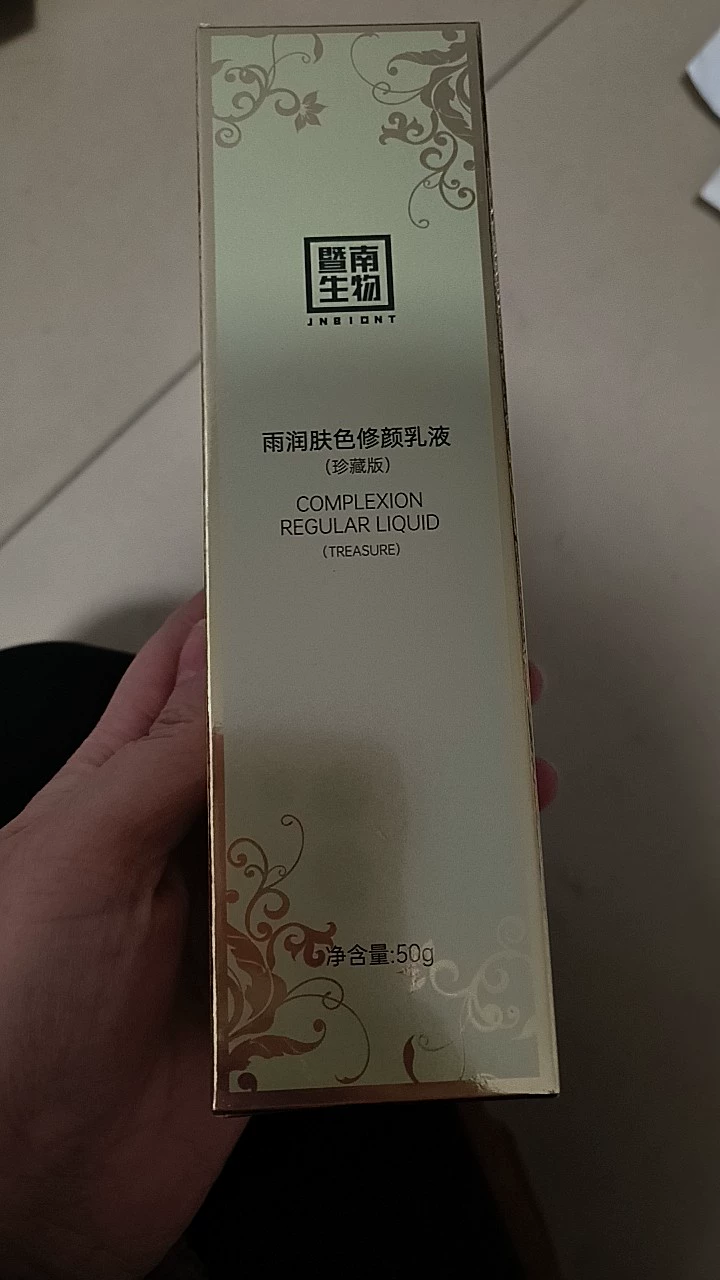 暨南
生物
JNBIONT
雨润肤色修颜乳液
（珍藏版）
COMPLEXION
REGULAR LIQUID
（TREASURE）
净含量:50g